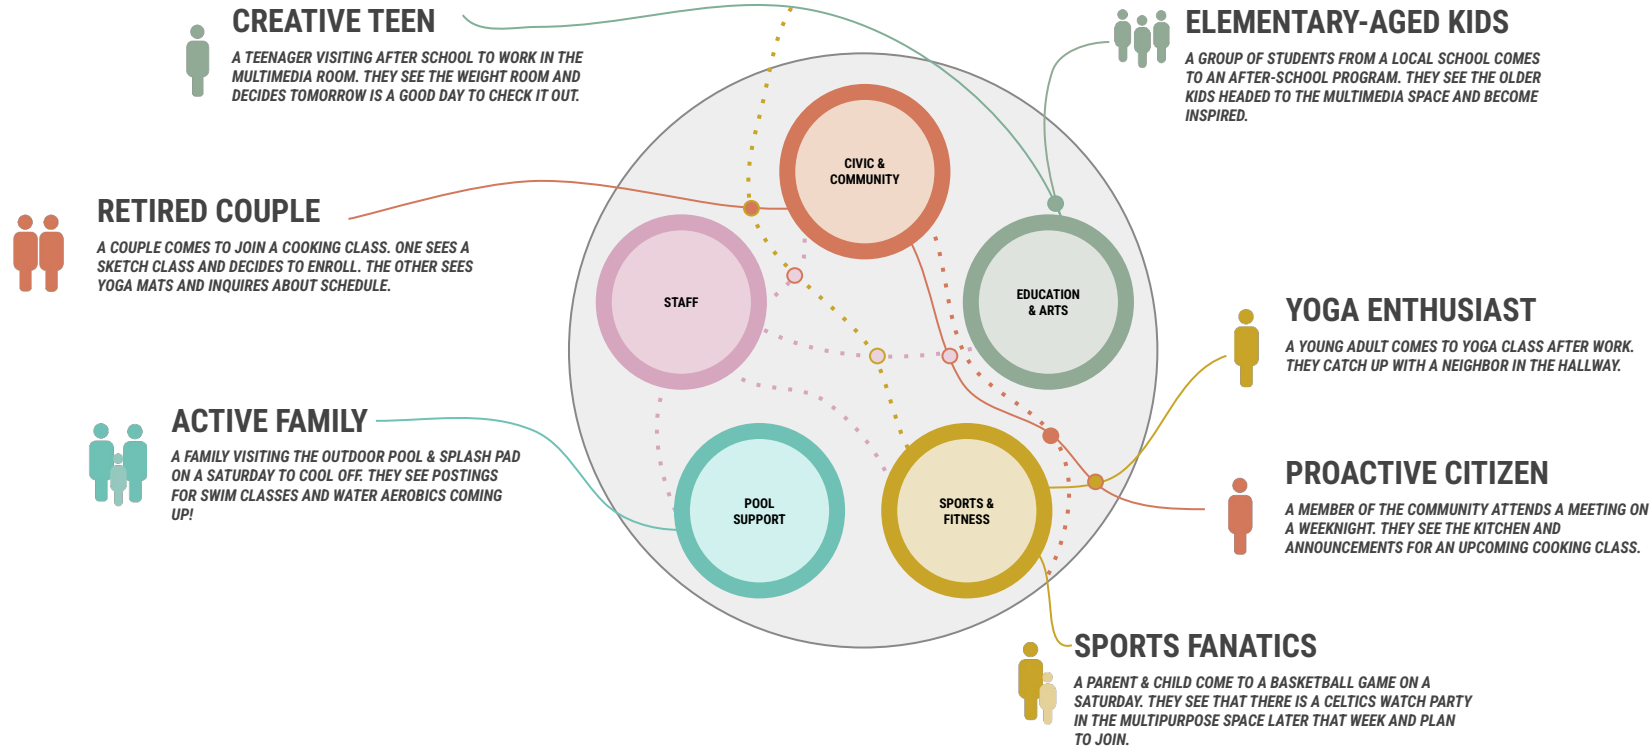 CREATIVE TEEN
A TEENAGER VISITING AFTER SCHOOL TO WORK IN THE
MULTIMEDIA ROOM. THEY SEE THE WEIGHT ROOM AND
DECIDES TOMORROW IS A GOOD DAY TO CHECK IT OUT.
ELEMENTARY-AGED KIDS
A GROUP OF STUDENTS FROM A LOCAL SCHOOL COMES
TO AN AFTER-SCHOOL PROGRAM. THEY SEE THE OLDER
KIDS HEADED TO THE MULTIMEDIA SPACE AND BECOME
INSPIRED.
RETIRED COUPLE
A COUPLE COMES TO JOIN A COOKING CLASS. ONE SEES A
SKETCH CLASS AND DECIDES TO ENROLL. THE OTHER SEES
YOGA MATS AND INQUIRES ABOUT SCHEDULE.
CIVIC &
COMMUNITY
STAFF
EDUCATION
& ARTS
YOGA ENTHUSIAST
A YOUNG ADULT COMES TO YOGA CLASS AFTER WORK.
THEY CATCH UP WITH A NEIGHBOR IN THE HALLWAY.
ACTIVE FAMILY
A FAMILY VISITING THE OUTDOOR POOL & SPLASH PAD
ON A SATURDAY TO COOL OFF. THEY SEE POSTINGS
FOR SWIM CLASSES AND WATER AEROBICS COMING
UP!
POOL
SUPPORT
SPORTS &
FITNESS
PROACTIVE CITIZEN
A MEMBER OF THE COMMUNITY ATTENDS A MEETING ON
A WEEKNIGHT. THEY SEE THE KITCHEN AND
ANNOUNCEMENTS FOR AN UPCOMING COOKING CLASS.
SPORTS FANATICS
A PARENT & CHILD COME TO A BASKETBALL GAME ON A
SATURDAY. THEY SEE THAT THERE IS A CELTICS WATCH PARTY
IN THE MULTIPURPOSE SPACE LATER THAT WEEK AND PLAN
TO JOIN.